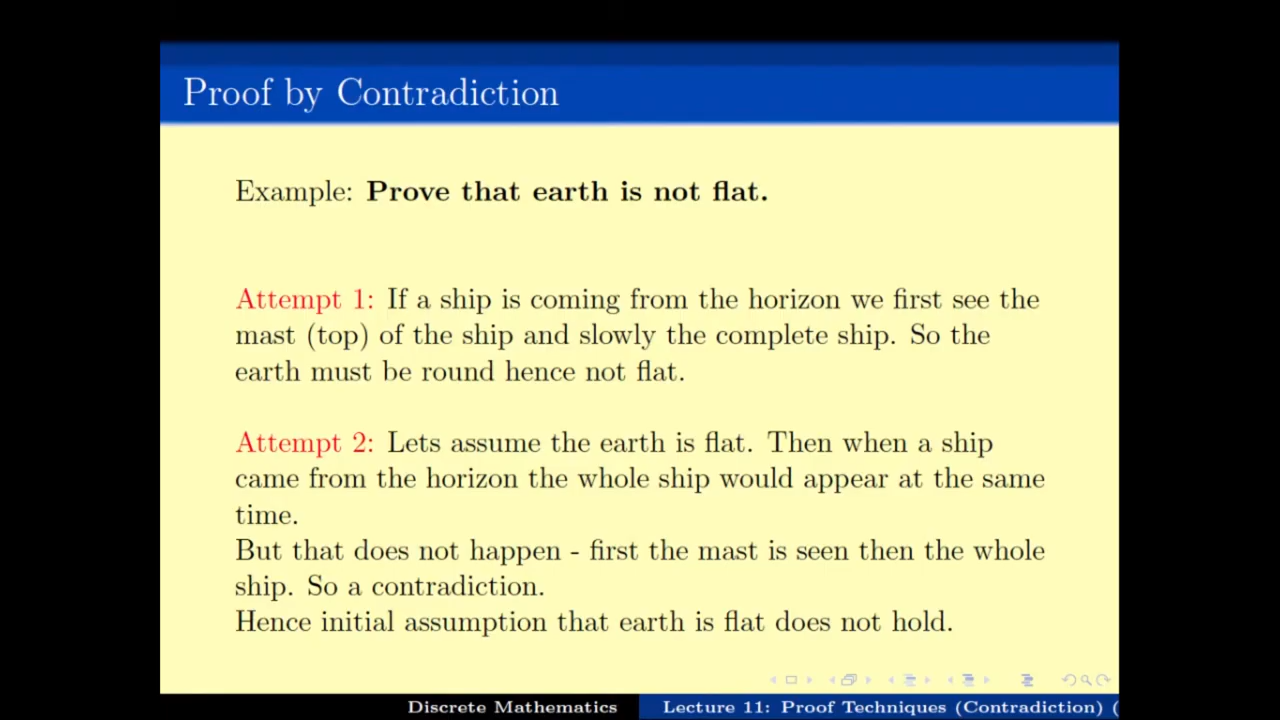 Proof by Contradiction
Example: Prove that earth is not flat.
Attempt 1: If a ship is coming from the horizon we first see the
mast (top) of the ship and slowly the complete ship. So the
earth must be round hence not flat.
Attempt 2: Lets assume the earth is flat. Then when a ship
came from the horizon the whole ship would appear at the same
time.
But that does not happen - first the mast is seen then the whole
ship. So a contradiction.
Hence initial assumption that earth is flat does not hold.
Discrete Mathematics
Lecture 11: Proof Techniques (Contradiction) (